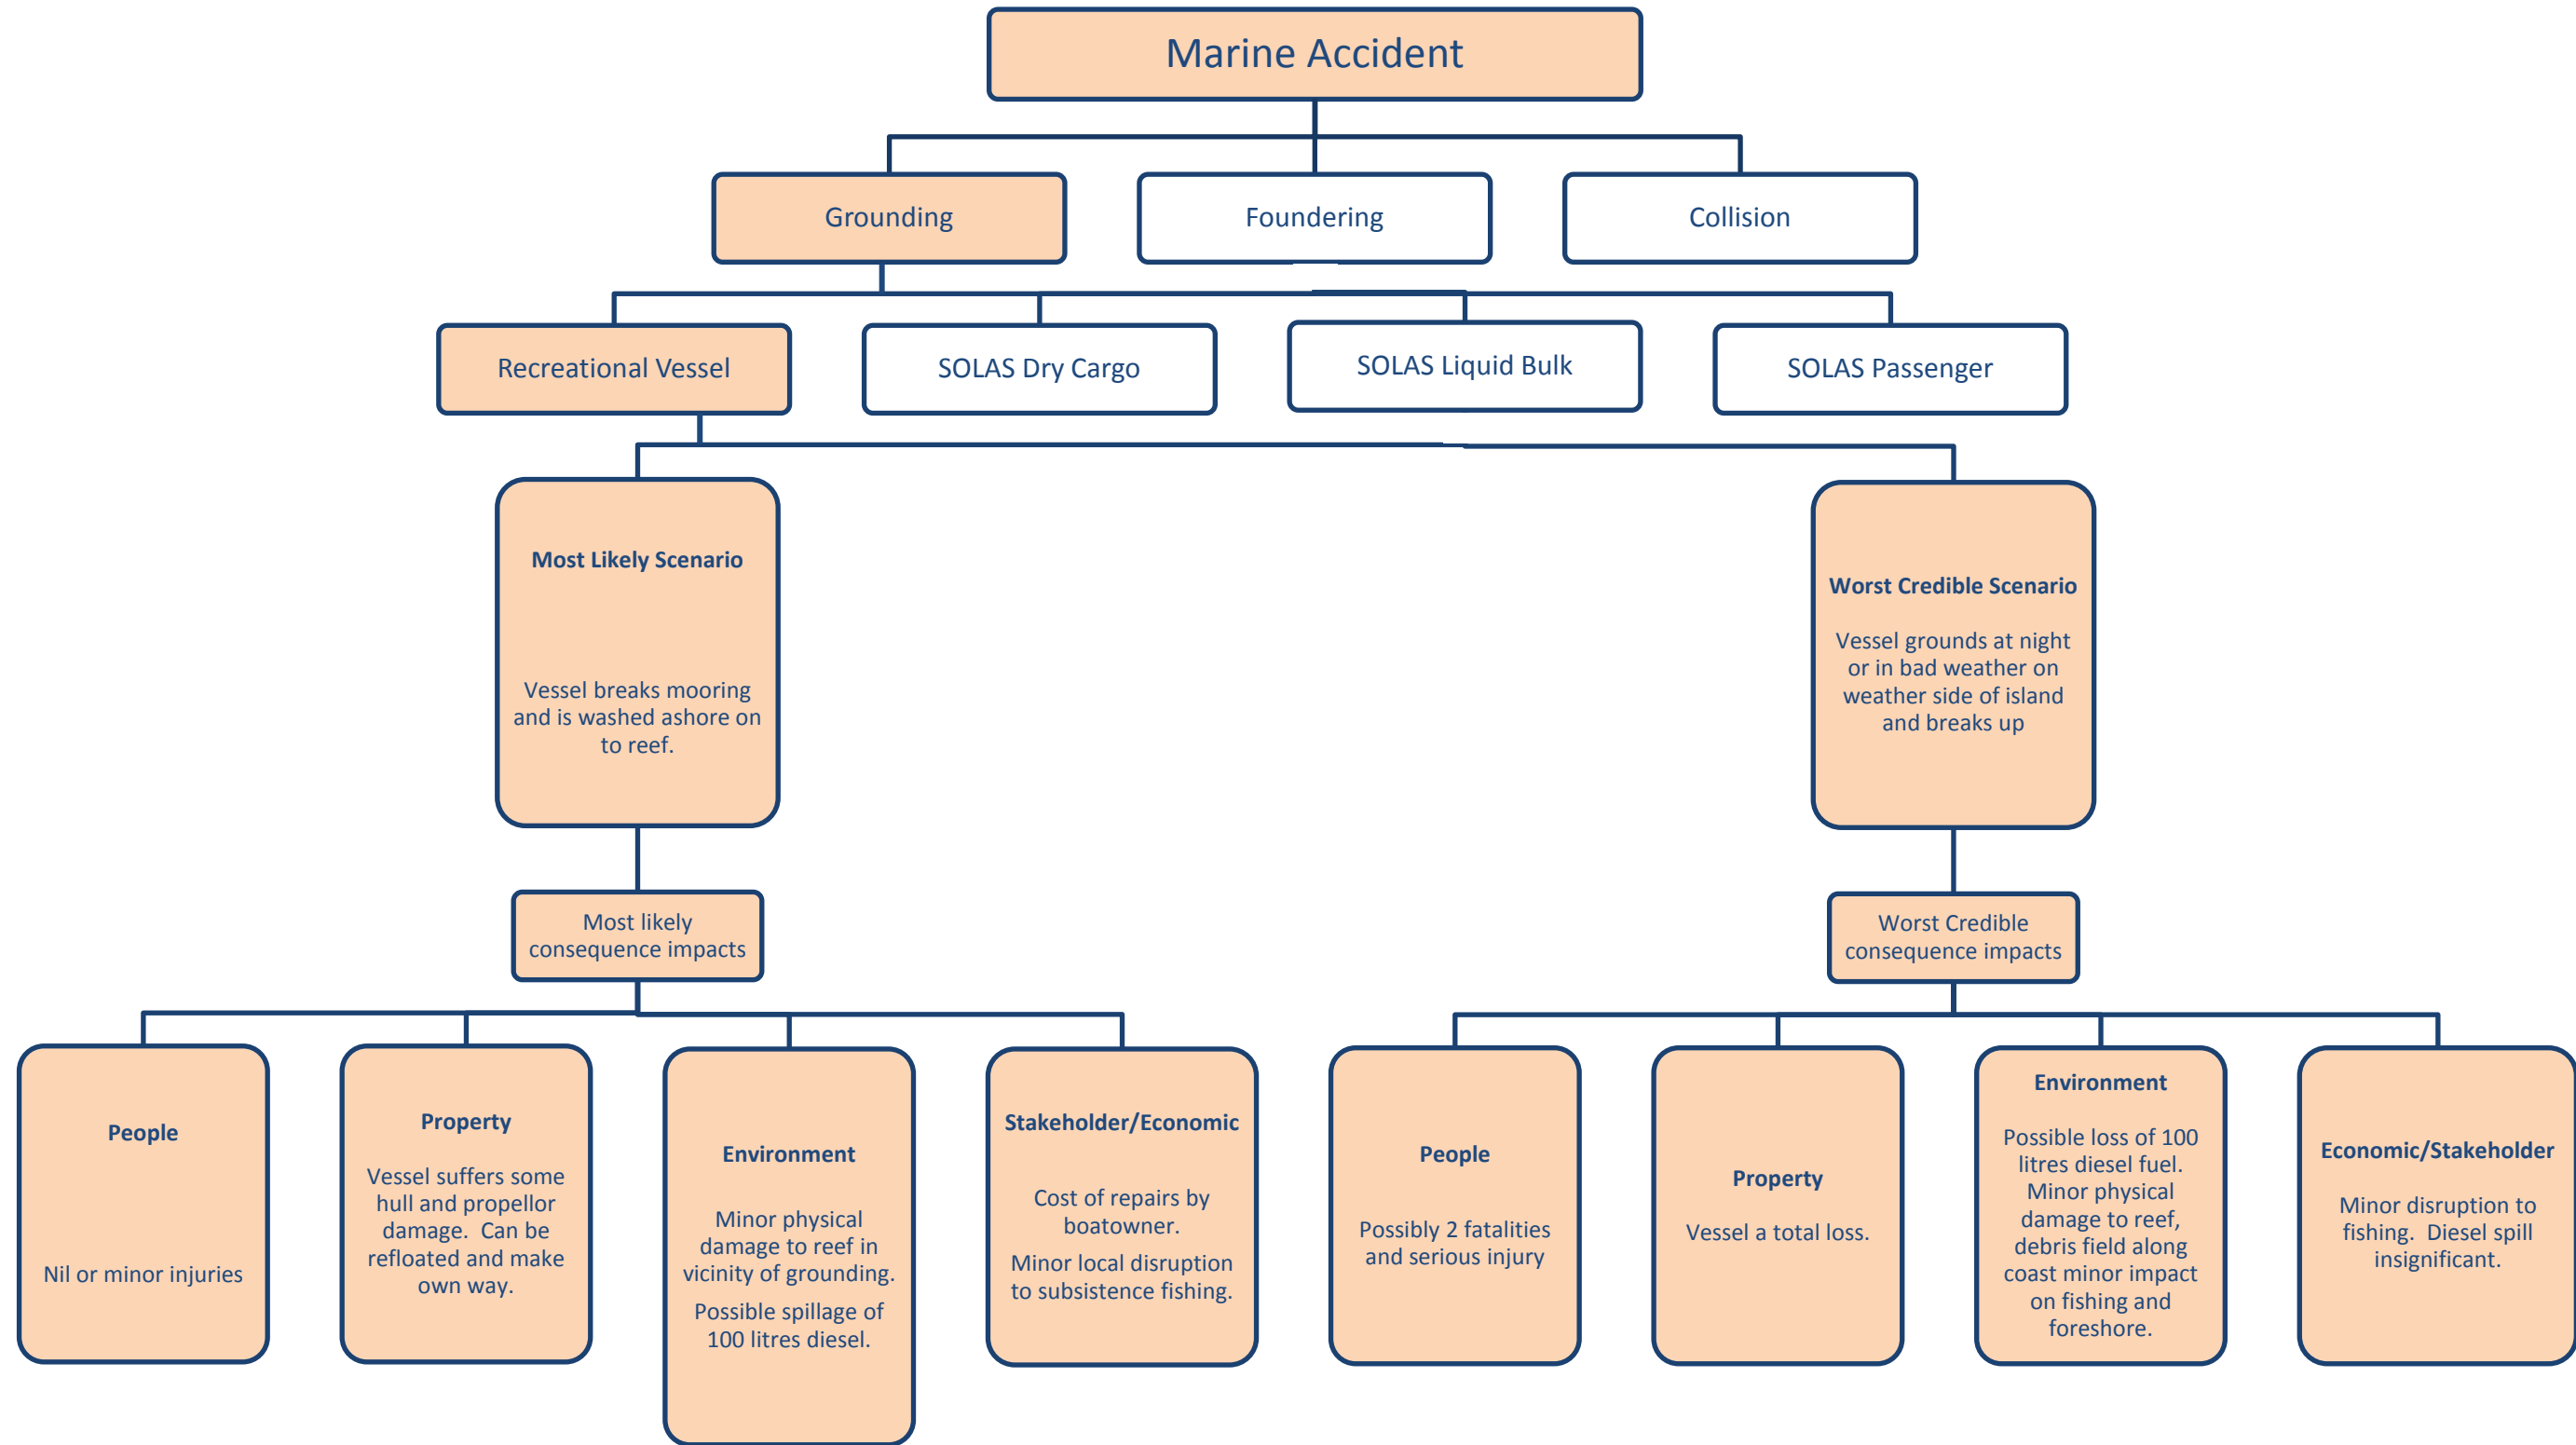 Marine Accident
Grounding
Foundering
Collision
Recreational Vessel
SOLAS Dry Cargo
SOLAS Liquid Bulk
SOLAS Passenger
Most Likely Scenario
Vessel breaks mooring
and is washed ashore on
to reef.
Worst Credible Scenario
Vessel grounds at night
or in bad weather on
weather side of island
and breaks up
Most likely
consequence impacts
Worst Credible
consequence impacts
People
Nil or minor injuries
Property
Vessel suffers some
hull and propellor
damage.  Can be
refloated and make
own way.
Environment
Minor physical
damage to reef in
vicinity of grounding.
Possible spillage of
100 litres diesel.
Stakeholder/Economic
Cost of repairs by
boatowner.
Minor local disruption
to subsistence fishing.
People
Possibly 2 fatalities
and serious injury
Property
Vessel a total loss.
Environment
Possible loss of 100
litres diesel fuel.
Minor physical
damage to reef,
debris field along
coast minor impact
on fishing and
foreshore.
Economic/Stakeholder
Minor disruption to
fishing.  Diesel spill
insignificant.